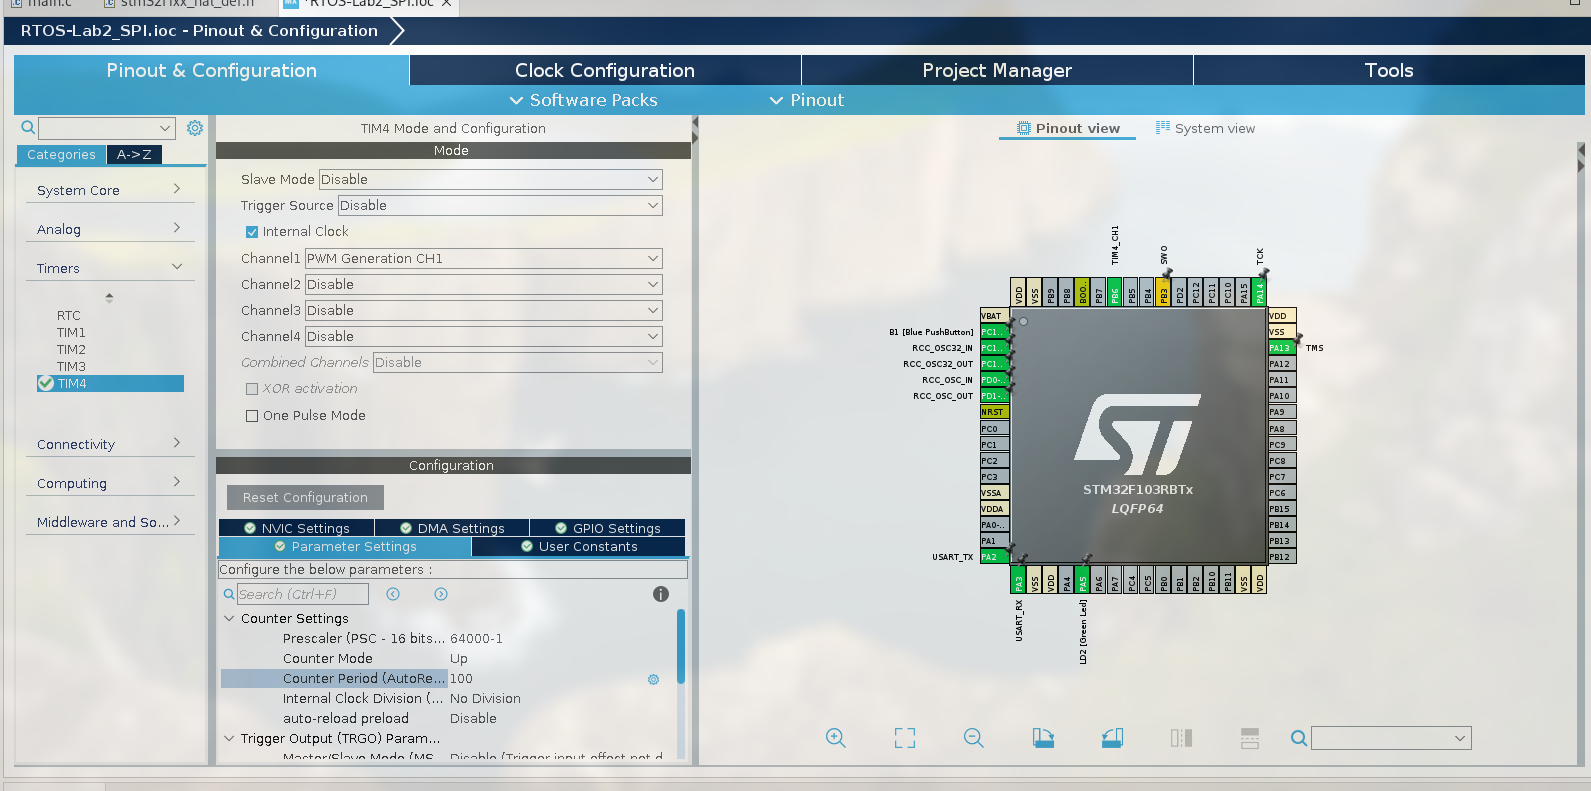 main.c
stm32f1xx_hal_def.h
*RTOS-Lab2_SPI.ioc
RTOS-Lab2_SPI.ioc - Pinout & Configuration
Pinout & Configuration
Clock Configuration
Project Manager
Tools
Software Packs
Pinout
Categories
A->Z
System Core
Analog
Timers
RTC
TIM1
TIM2
TIM3
TIM4
Connectivity
Computing
Middleware and So...
TIM4 Mode and Configuration
Mode
Slave Mode Disable
Trigger Source Disable
Internal Clock
Channel1 PWM Generation CH1
Channel2 Disable
Channel3 Disable
Channel4 Disable
Combined Channels Disable
XOR activation
One Pulse Mode
Configuration
Reset Configuration
NVIC Settings
DMA Settings
GPIO Settings
Parameter Settings
User Constants
Configure the below parameters :
Search (Ctrl+F)
Counter Settings
Prescaler (PSC - 16 bits... 64000-1
Counter Mode Up
Counter Period (AutoRe... 100
Internal Clock Division (... No Division
auto-reload preload Disable
Trigger Output (TRGO) Param...
Master/Slave Mode (MS... Disable (Trigger input effect not d
Pinout view
System view
TIM4_CH1
SWO
TCK
VDD
VSS
PB9
PB8
BOO..
PB7
PB6
PB5
PB4
PB3
PD2
PC12
PC11
PC10
PA15
PA14
VBAT
B1 [Blue PushButton] PC1..
RCC_OSC32_IN PC1..
RCC_OSC32_OUT PC1..
RCC_OSC_IN PD0-..
RCC_OSC_OUT PD1-..
NRST
PC0
PC1
PC2
PC3
VSSA
VDDA
PA0-..
PA1
USART_TX PA2
VDD
VSS
PA13 TMS
PA12
PA11
PA10
PA9
PA8
PC9
PC8
PC7
PC6
PB15
PB14
PB13
PB12
STM32F103RBTx
LQFP64
PA3
VSS
VDD
PA4
PA5
PA6
PA7
PC4
PC5
PB0
PB1
PB2
PB10
PB11
VSS
VDD
USART_RX
LD2 [Green Led]